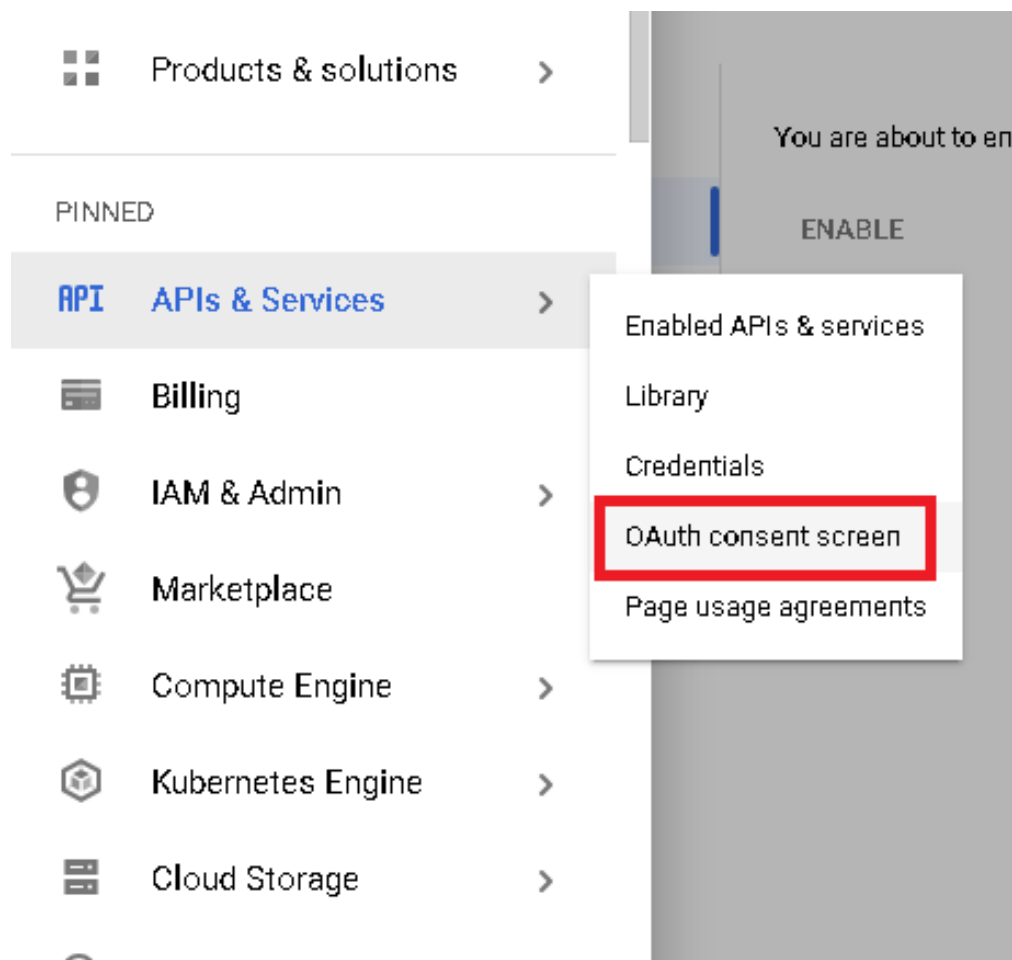 Products & solutions
You are about to en
PINNED
ENABLE
API APIs & Services
Enabled APIs & services
Library
Credentials
OAuth consent screen
Page usage agreements
Billing
IAM & Admin
Marketplace
Compute Engine
Kubernetes Engine
Cloud Storage